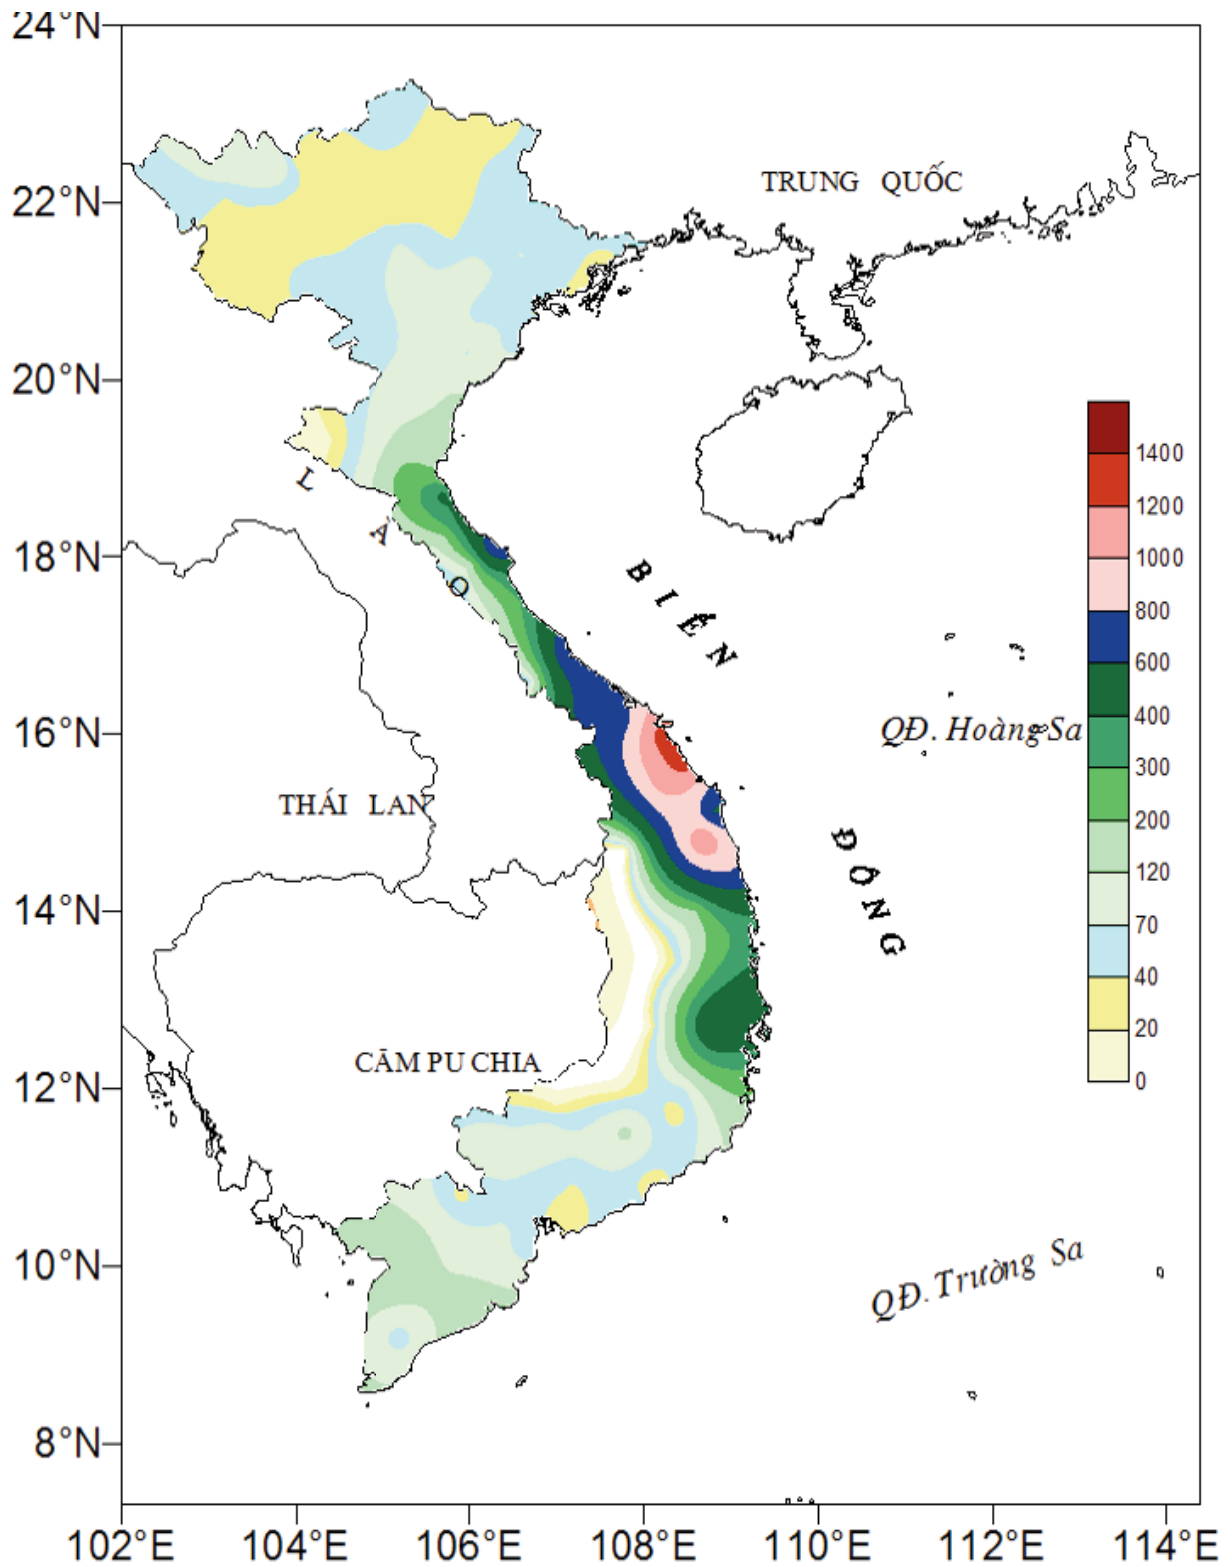 24°N
22°N
20°N
18°N
16°N
14°N
12°N
10°N
8°N
102°E
104°E
106°E
108°E
110°E
112°E
114°E
TRUNG QUỐC
L
A
O
BIỂN
ĐÔNG
QĐ. Hoàng Sa
THÁI LAN
CĂM PU CHIA
QĐ. Trường Sa
1400
1200
1000
800
600
400
300
200
120
70
40
20
0